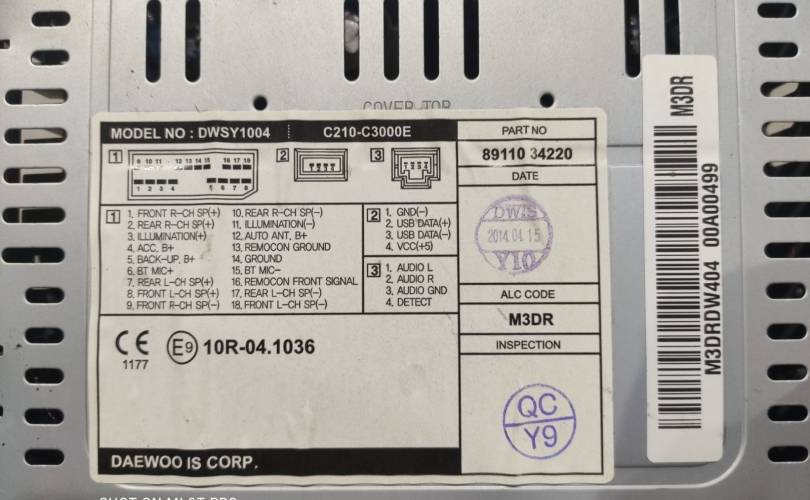 COVER TOP
MODEL NO : DWSY1004 C210-C3000E
1 2 3
9 10 11 - 12 13 14 15 16 17 18
1 2 3 4 5 6 7 8
1
1. FRONT R-CH SP(+)
2. REAR R-CH SP(+)
3. ILLUMINATION(+)
4. ACC. B+
5. BACK-UP. B+
6. BT MIC+
7. REAR L-CH SP(+)
8. FRONT L-CH SP(+)
9. FRONT R-CH SP(-)
10. REAR R-CH SP(-)
11. ILLUMINATION(-)
12. AUTO ANT. B+
13. REMOCON GROUND
14. GROUND
15. BT MIC-
16. REMOCON FRONT SIGNAL
17. REAR L-CH SP(-)
18. FRONT L-CH SP(-)
2
1. GND(-)
2. USB DATA(+)
3. USB DATA(-)
4. VCC(+5)
3
1. AUDIO L
2. AUDIO R
3. AUDIO GND
4. DETECT
CE
1177
E9 10R-04.1036
DAEWOO IS CORP.
PART NO
89110 34220
DATE
DWIS
2014.04.15
Y10
ALC CODE
M3DR
INSPECTION
QC
Y9
M3DR
M3DRDW404 00A00499